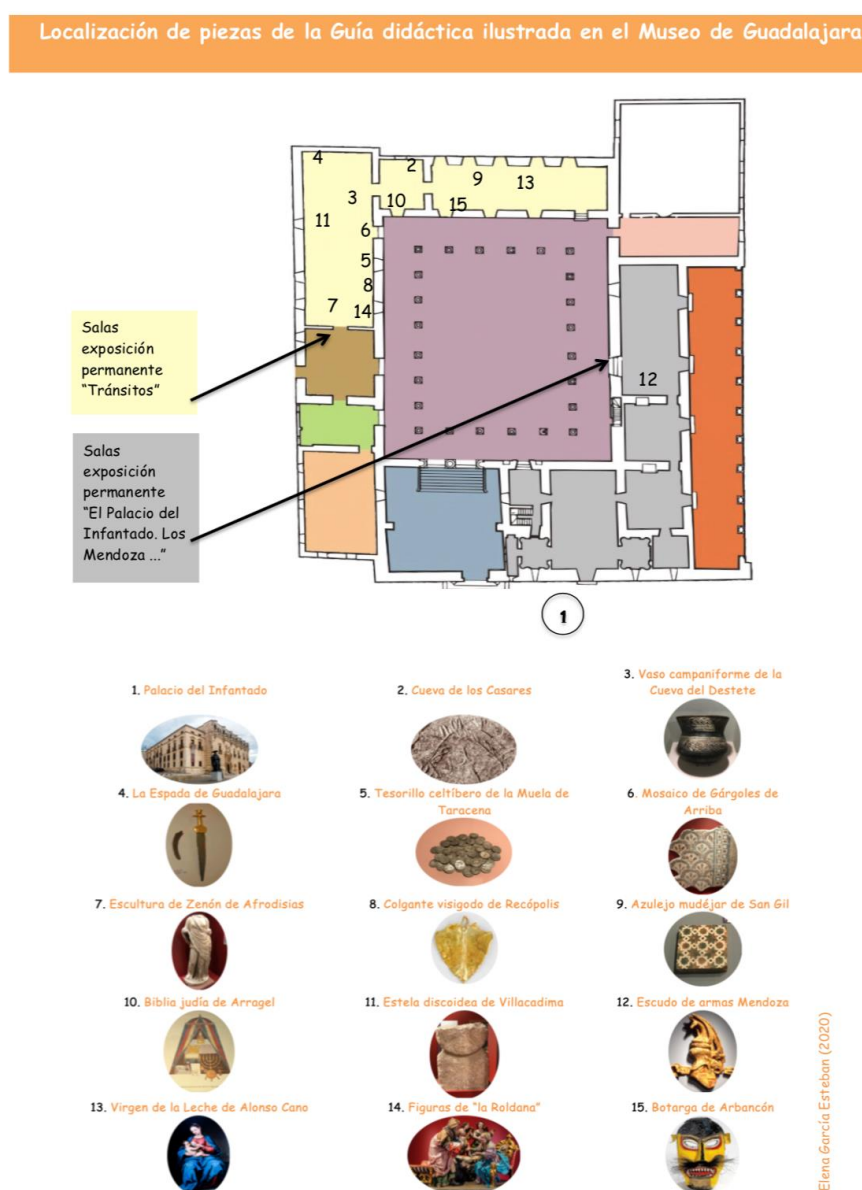 Localización de piezas de la Guía didáctica ilustrada en el Museo de Guadalajara
4
2
9
13
3
10
15
11
6
5
8
7
14
12
Salas
exposición
permanente
“Tránsitos”
Salas
exposición
permanente
“El Palacio del
Infantado. Los
Mendoza ...”
1
1. Palacio del Infantado
2. Cueva de los Casares
3. Vaso campaniforme de la
Cueva del Destete
4. La Espada de Guadalajara
5. Tesorillo celtíbero de la Muela de
Taracena
6. Mosaico de Gárgoles de
Arriba
7. Escultura de Zenón de Afrodisias
8. Colgante visigodo de Recópolis
9. Azulejo mudéjar de San Gil
10. Biblia judía de Arragel
11. Estela discoidea de Villacadima
12. Escudo de armas Mendoza
13. Virgen de la Leche de Alonso Cano
14. Figuras de “la Roldana”
15. Botarga de Arbancón
Elena García Esteban (2020)